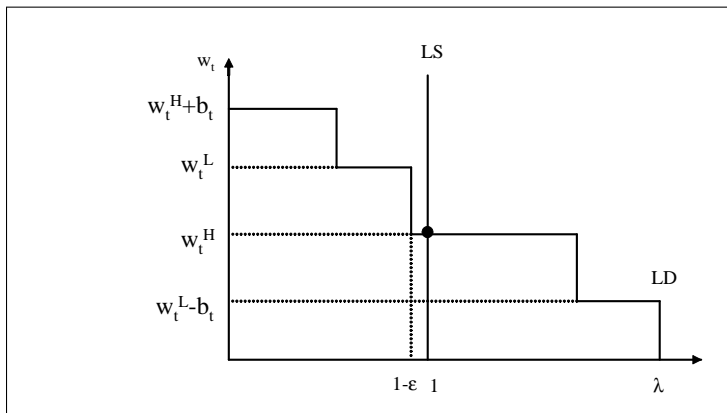 LS
w_t
w_t^H+b_t
w_t^L
w_t^H
w_t^L-b_t
LD
1-ε 1 λ